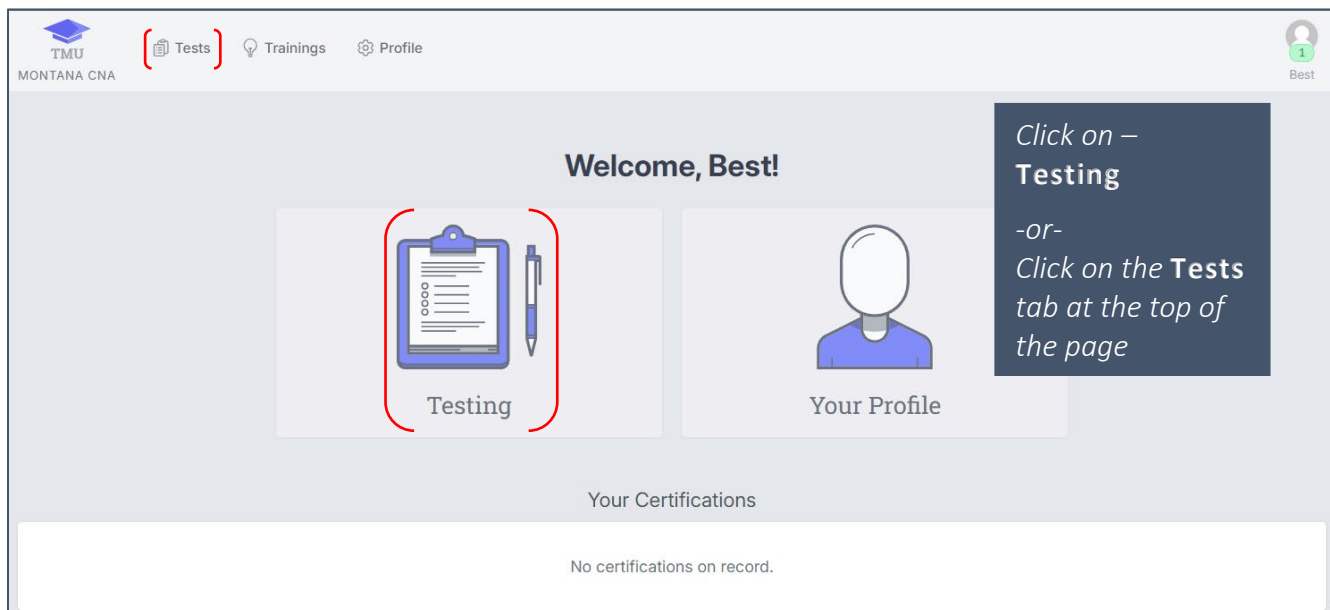 TMU
MONTANA CNA
Tests
Trainings
Profile
1
Best
Welcome, Best!
Testing
Your Profile
Click on –
Testing
-or-
Click on the Tests
tab at the top of
the page
Your Certifications
No certifications on record.